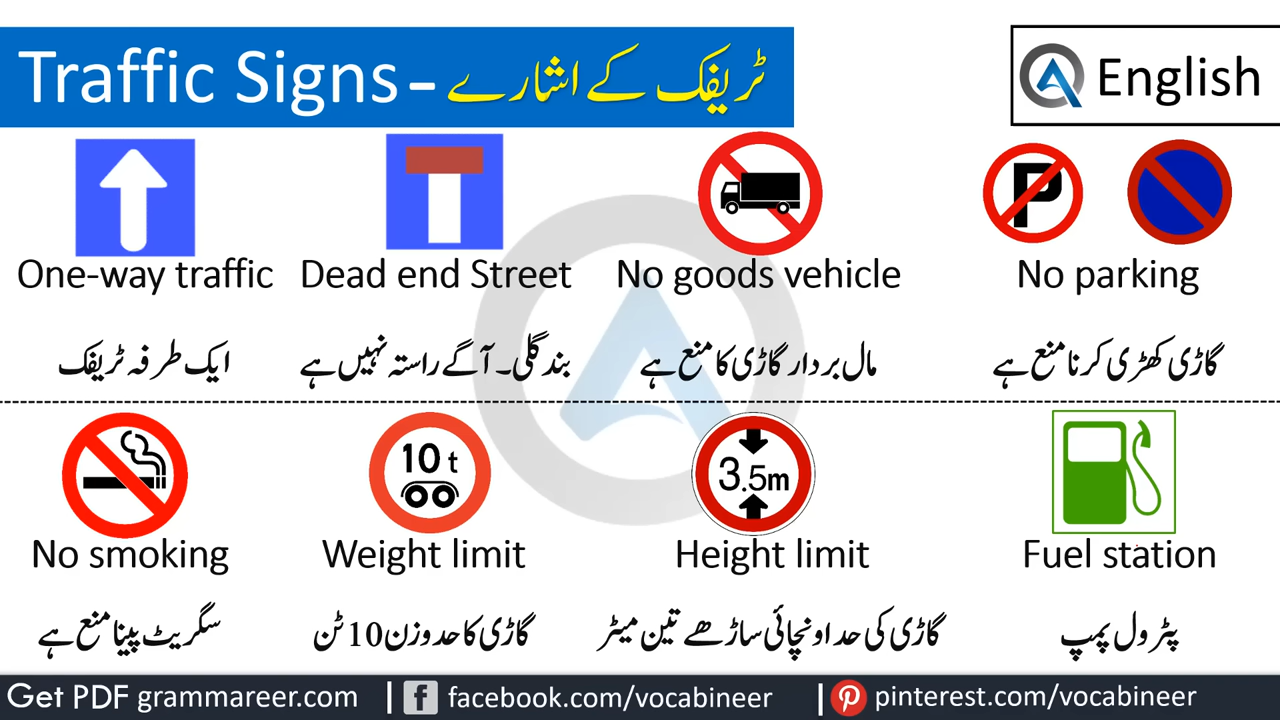 Traffic Signs - ٹریفک کے اشارے
English
P
One-way traffic
Dead end Street
No goods vehicle
No parking
ایک طرفہ ٹریفک
بند گلی۔ آگے راستہ نہیں ہے
مال بردار گاڑی کا منع ہے
گاڑی کھڑی کرنا منع ہے
10 t
3.5m
No smoking
Weight limit
Height limit
Fuel station
سگریٹ پینا منع ہے
گاڑی کا حد وزن 10 ٹن
گاڑی کی حد اونچائی ساڑھے تین میٹر
پٹرول پمپ
Get PDF grammareer.com
facebook.com/vocabineer
pinterest.com/vocabineer